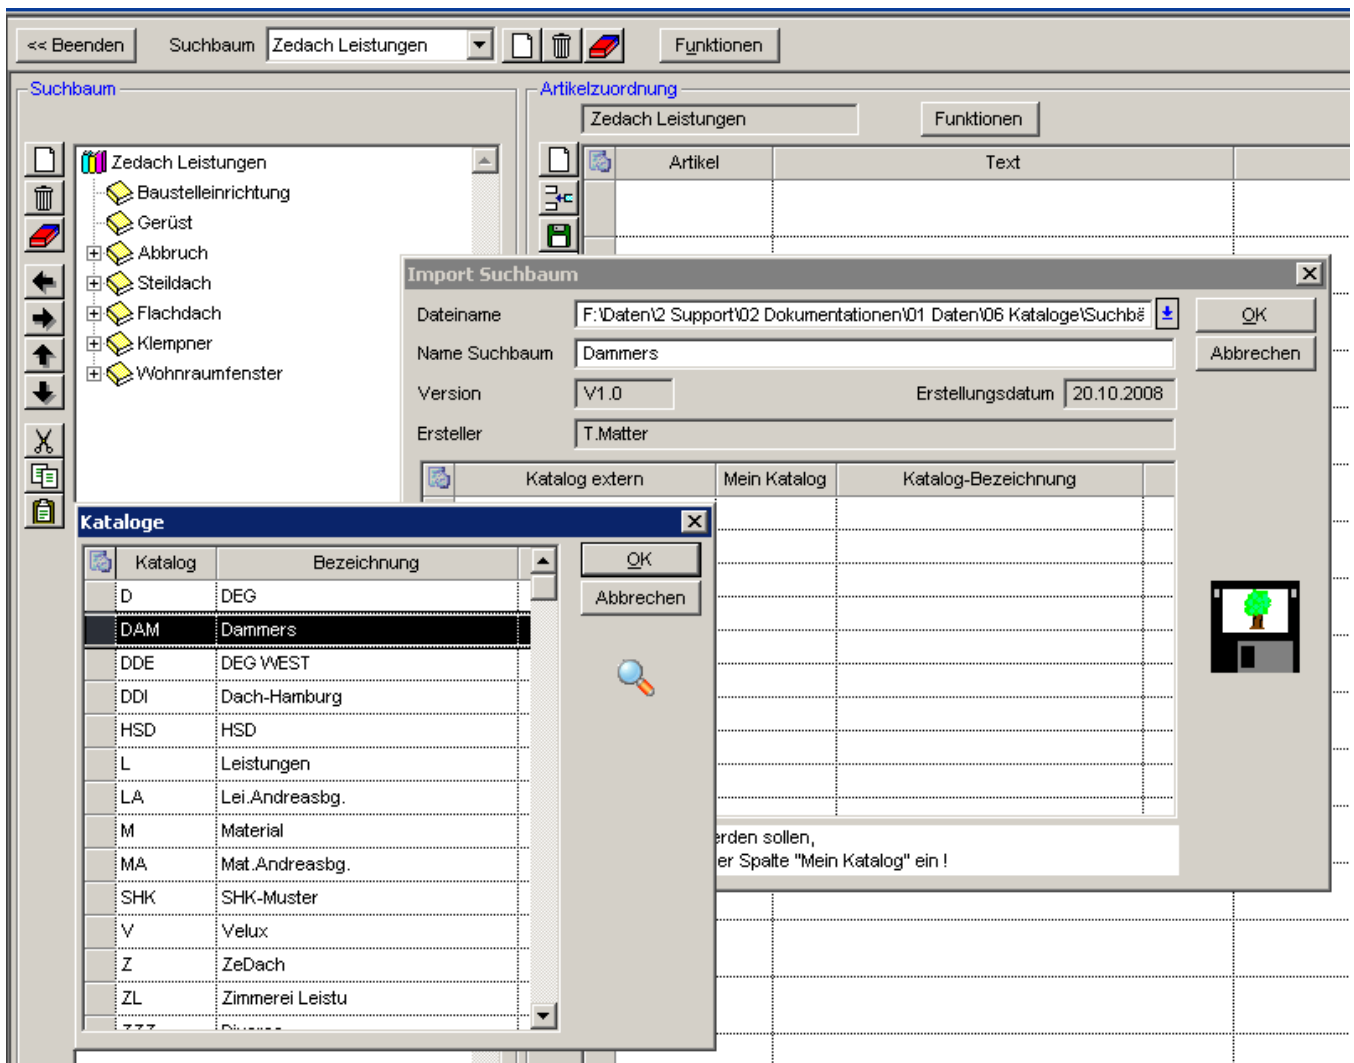 << Beenden Suchbaum Zedach Leistungen Funktionen
Suchbaum
Artikelzuordnung
Zedach Leistungen Funktionen
Zedach Leistungen
Baustelleinrichtung
Gerüst
Abbruch
Steildach
Flachdach
Klempner
Wohnraumfenster
Artikel Text
Import Suchbaum
Dateiname F:\Daten\2 Support\02 Dokumentationen\01 Daten\06 Kataloge\Suchbä OK
Name Suchbaum Dammers Abbrechen
Version V1.0 Erstellungsdatum 20.10.2008
Ersteller T.Matter
Katalog extern Mein Katalog Katalog-Bezeichnung
erden sollen,
er Spalte "Mein Katalog" ein !
Kataloge
Katalog Bezeichnung OK
Abbrechen
D DEG
DAM Dammers
DDE DEG WEST
DDI Dach-Hamburg
HSD HSD
L Leistungen
LA Lei.Andreasbg.
M Material
MA Mat.Andreasbg.
SHK SHK-Muster
V Velux
Z ZeDach
ZL Zimmerei Leistu